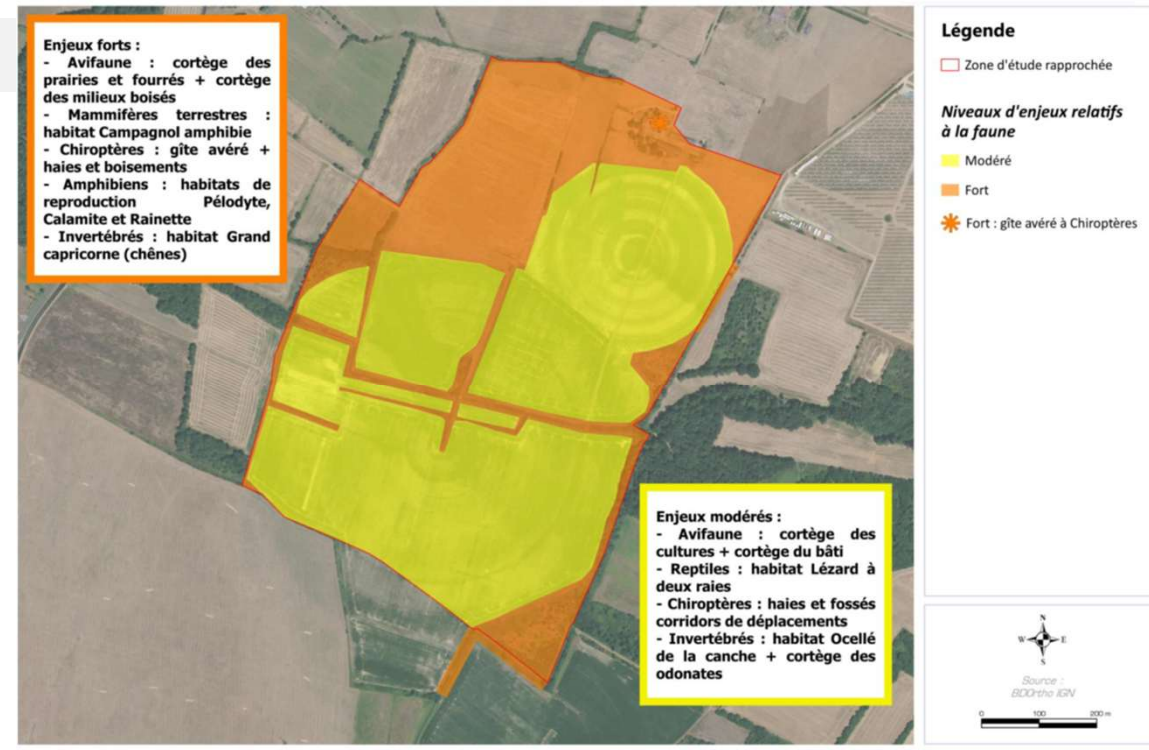 Enjeux forts :
- Avifaune : cortège des
prairies et fourrés + cortège
des milieux boisés
- Mammifères terrestres :
habitat Campagnol amphibie
- Chiroptères : gîte avéré +
haies et boisements
- Amphibiens : habitats de
reproduction Pélodyte,
Calamite et Rainette
- Invertébrés : habitat Grand
capricorne (chênes)
Enjeux modérés :
- Avifaune : cortège des
cultures + cortège du bâti
- Reptiles : habitat Lézard à
deux raies
- Chiroptères : haies et fossés
corridors de déplacements
- Invertébrés : habitat Ocellé
de la canche + cortège des
odonates
Légende
Zone d'étude rapprochée
Niveaux d'enjeux relatifs
à la faune
Modéré
Fort
Fort : gîte avéré à Chiroptères
N
W E
S
Source :
BDOrtho IGN
0 100 200 m